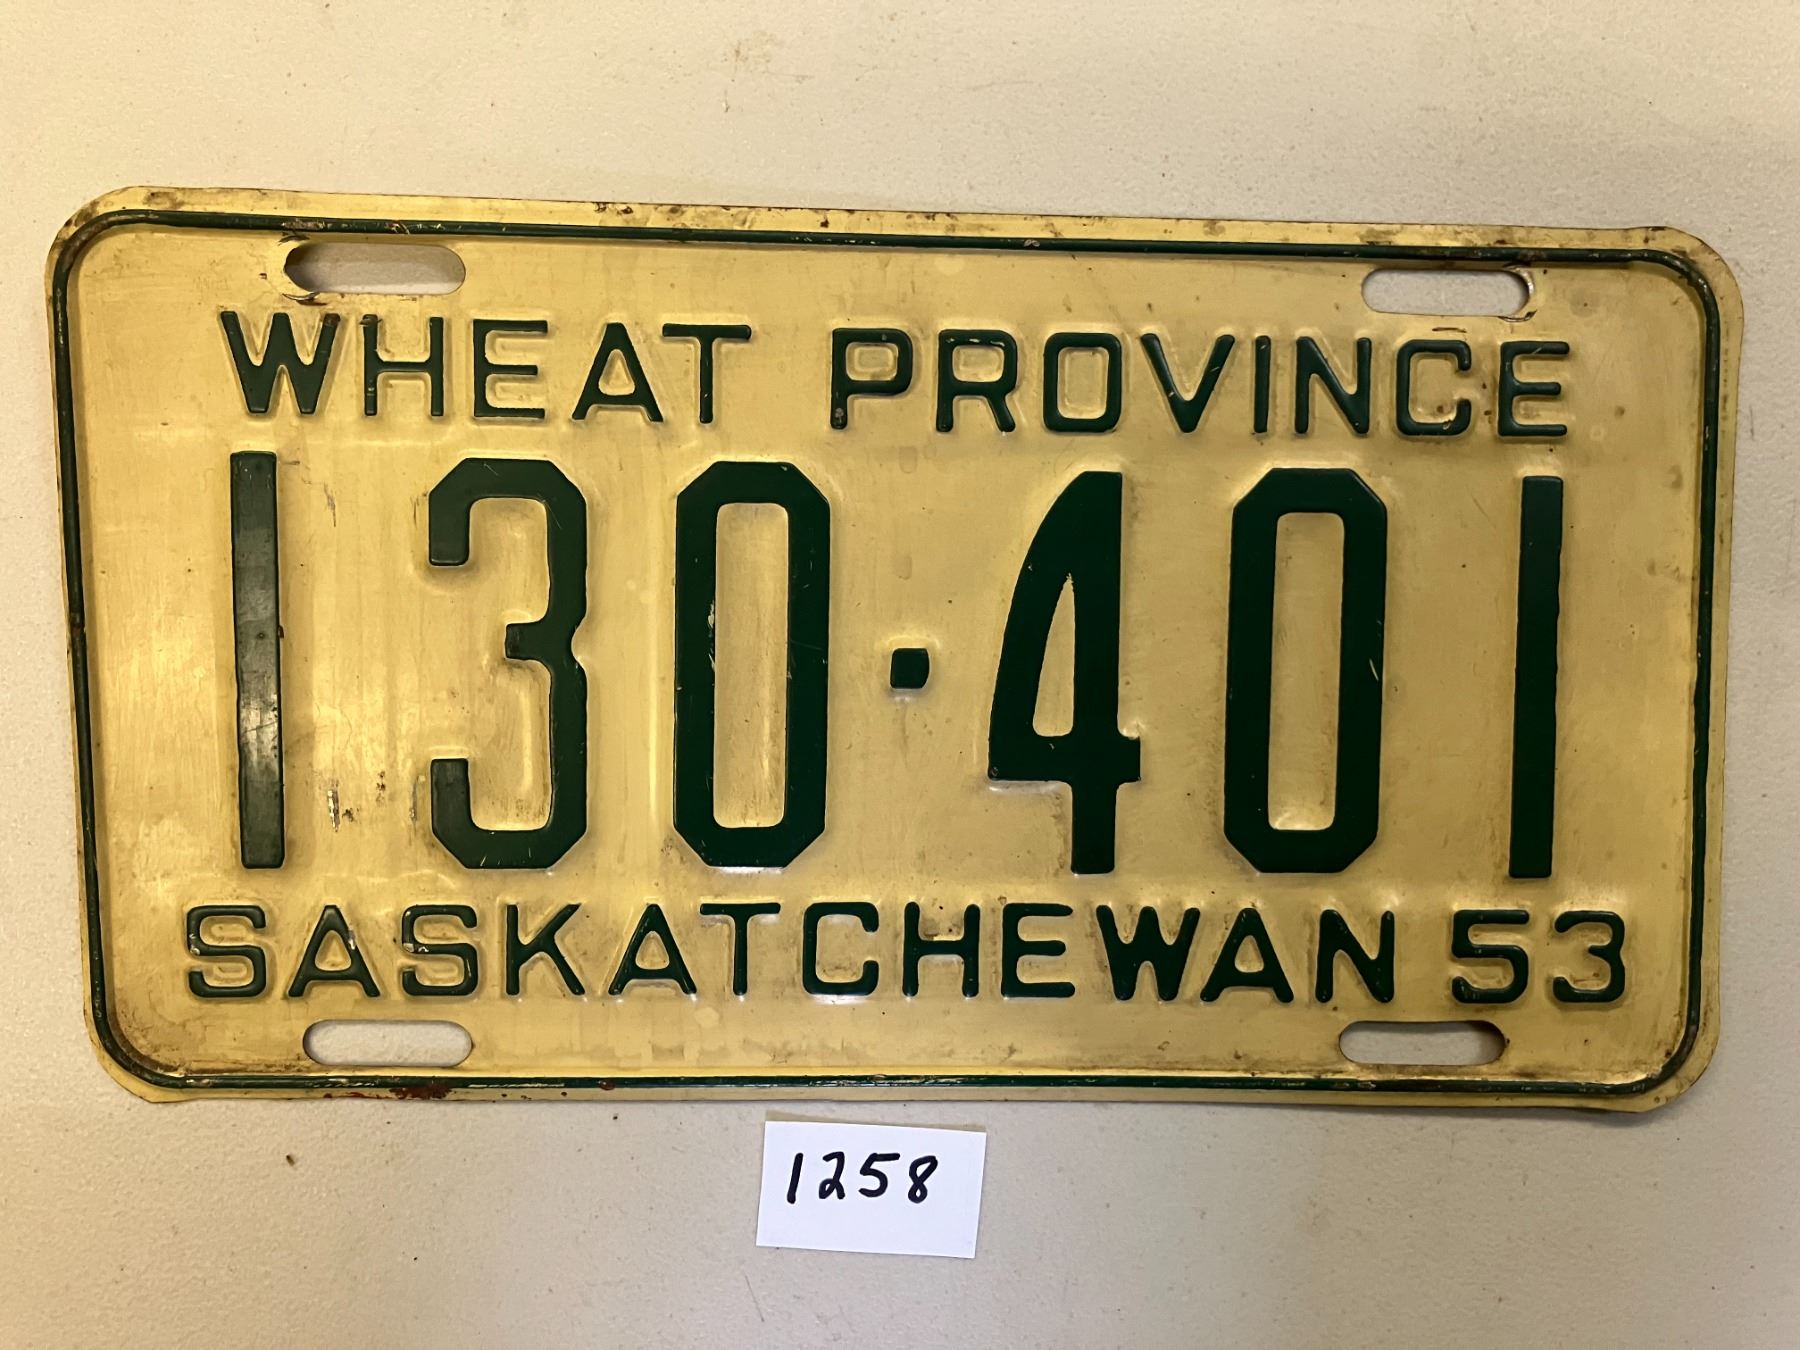 WHEAT PROVINCE
130·401
SASKATCHEWAN 53
1258